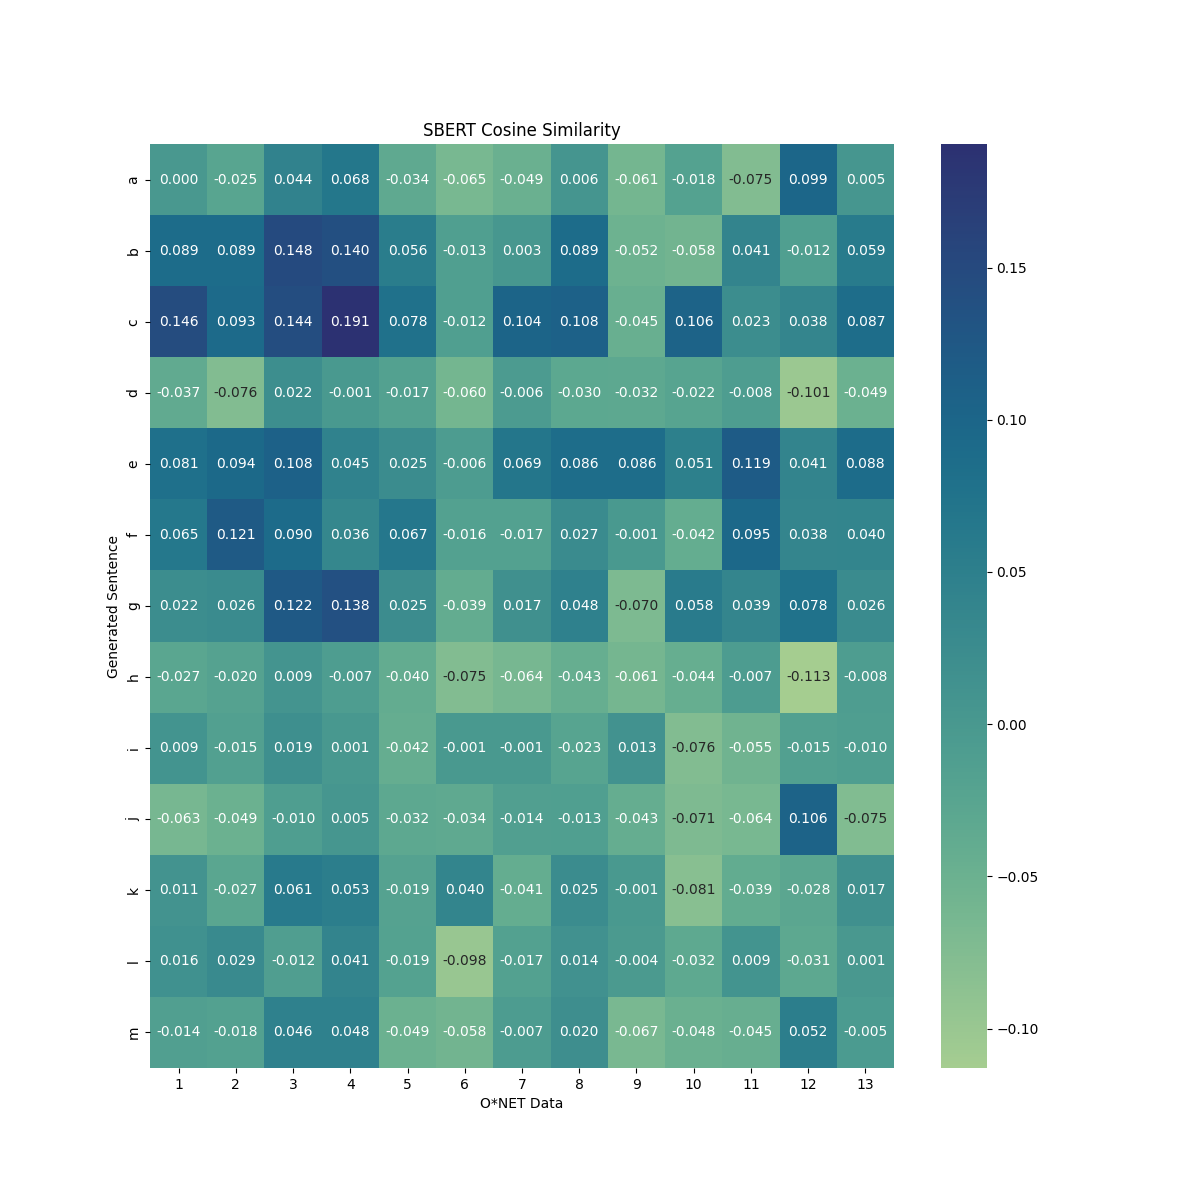 SBERT Cosine Similarity
a 0.000 -0.025 0.044 0.068 -0.034 -0.065 -0.049 0.006 -0.061 -0.018 -0.075 0.099 0.005
b 0.089 0.089 0.148 0.140 0.056 -0.013 0.003 0.089 -0.052 -0.058 0.041 -0.012 0.059
c 0.146 0.093 0.144 0.191 0.078 -0.012 0.104 0.108 -0.045 0.106 0.023 0.038 0.087
d -0.037 -0.076 0.022 -0.001 -0.017 -0.060 -0.006 -0.030 -0.032 -0.022 -0.008 -0.101 -0.049
e 0.081 0.094 0.108 0.045 0.025 -0.006 0.069 0.086 0.086 0.051 0.119 0.041 0.088
f 0.065 0.121 0.090 0.036 0.067 -0.016 -0.017 0.027 -0.001 -0.042 0.095 0.038 0.040
g 0.022 0.026 0.122 0.138 0.025 -0.039 0.017 0.048 -0.070 0.058 0.039 0.078 0.026
h -0.027 -0.020 0.009 -0.007 -0.040 -0.075 -0.064 -0.043 -0.061 -0.044 -0.007 -0.113 -0.008
i 0.009 -0.015 0.019 0.001 -0.042 -0.001 -0.001 -0.023 0.013 -0.076 -0.055 -0.015 -0.010
j -0.063 -0.049 -0.010 0.005 -0.032 -0.034 -0.014 -0.013 -0.043 -0.071 -0.064 0.106 -0.075
k 0.011 -0.027 0.061 0.053 -0.019 0.040 -0.041 0.025 -0.001 -0.081 -0.039 -0.028 0.017
l 0.016 0.029 -0.012 0.041 -0.019 -0.098 -0.017 0.014 -0.004 -0.032 0.009 -0.031 0.001
m -0.014 -0.018 0.046 0.048 -0.049 -0.058 -0.007 0.020 -0.067 -0.048 -0.045 0.052 -0.005
1 2 3 4 5 6 7 8 9 10 11 12 13
O*NET Data
Generated Sentence
0.15
0.10
0.05
0.00
−0.05
−0.10